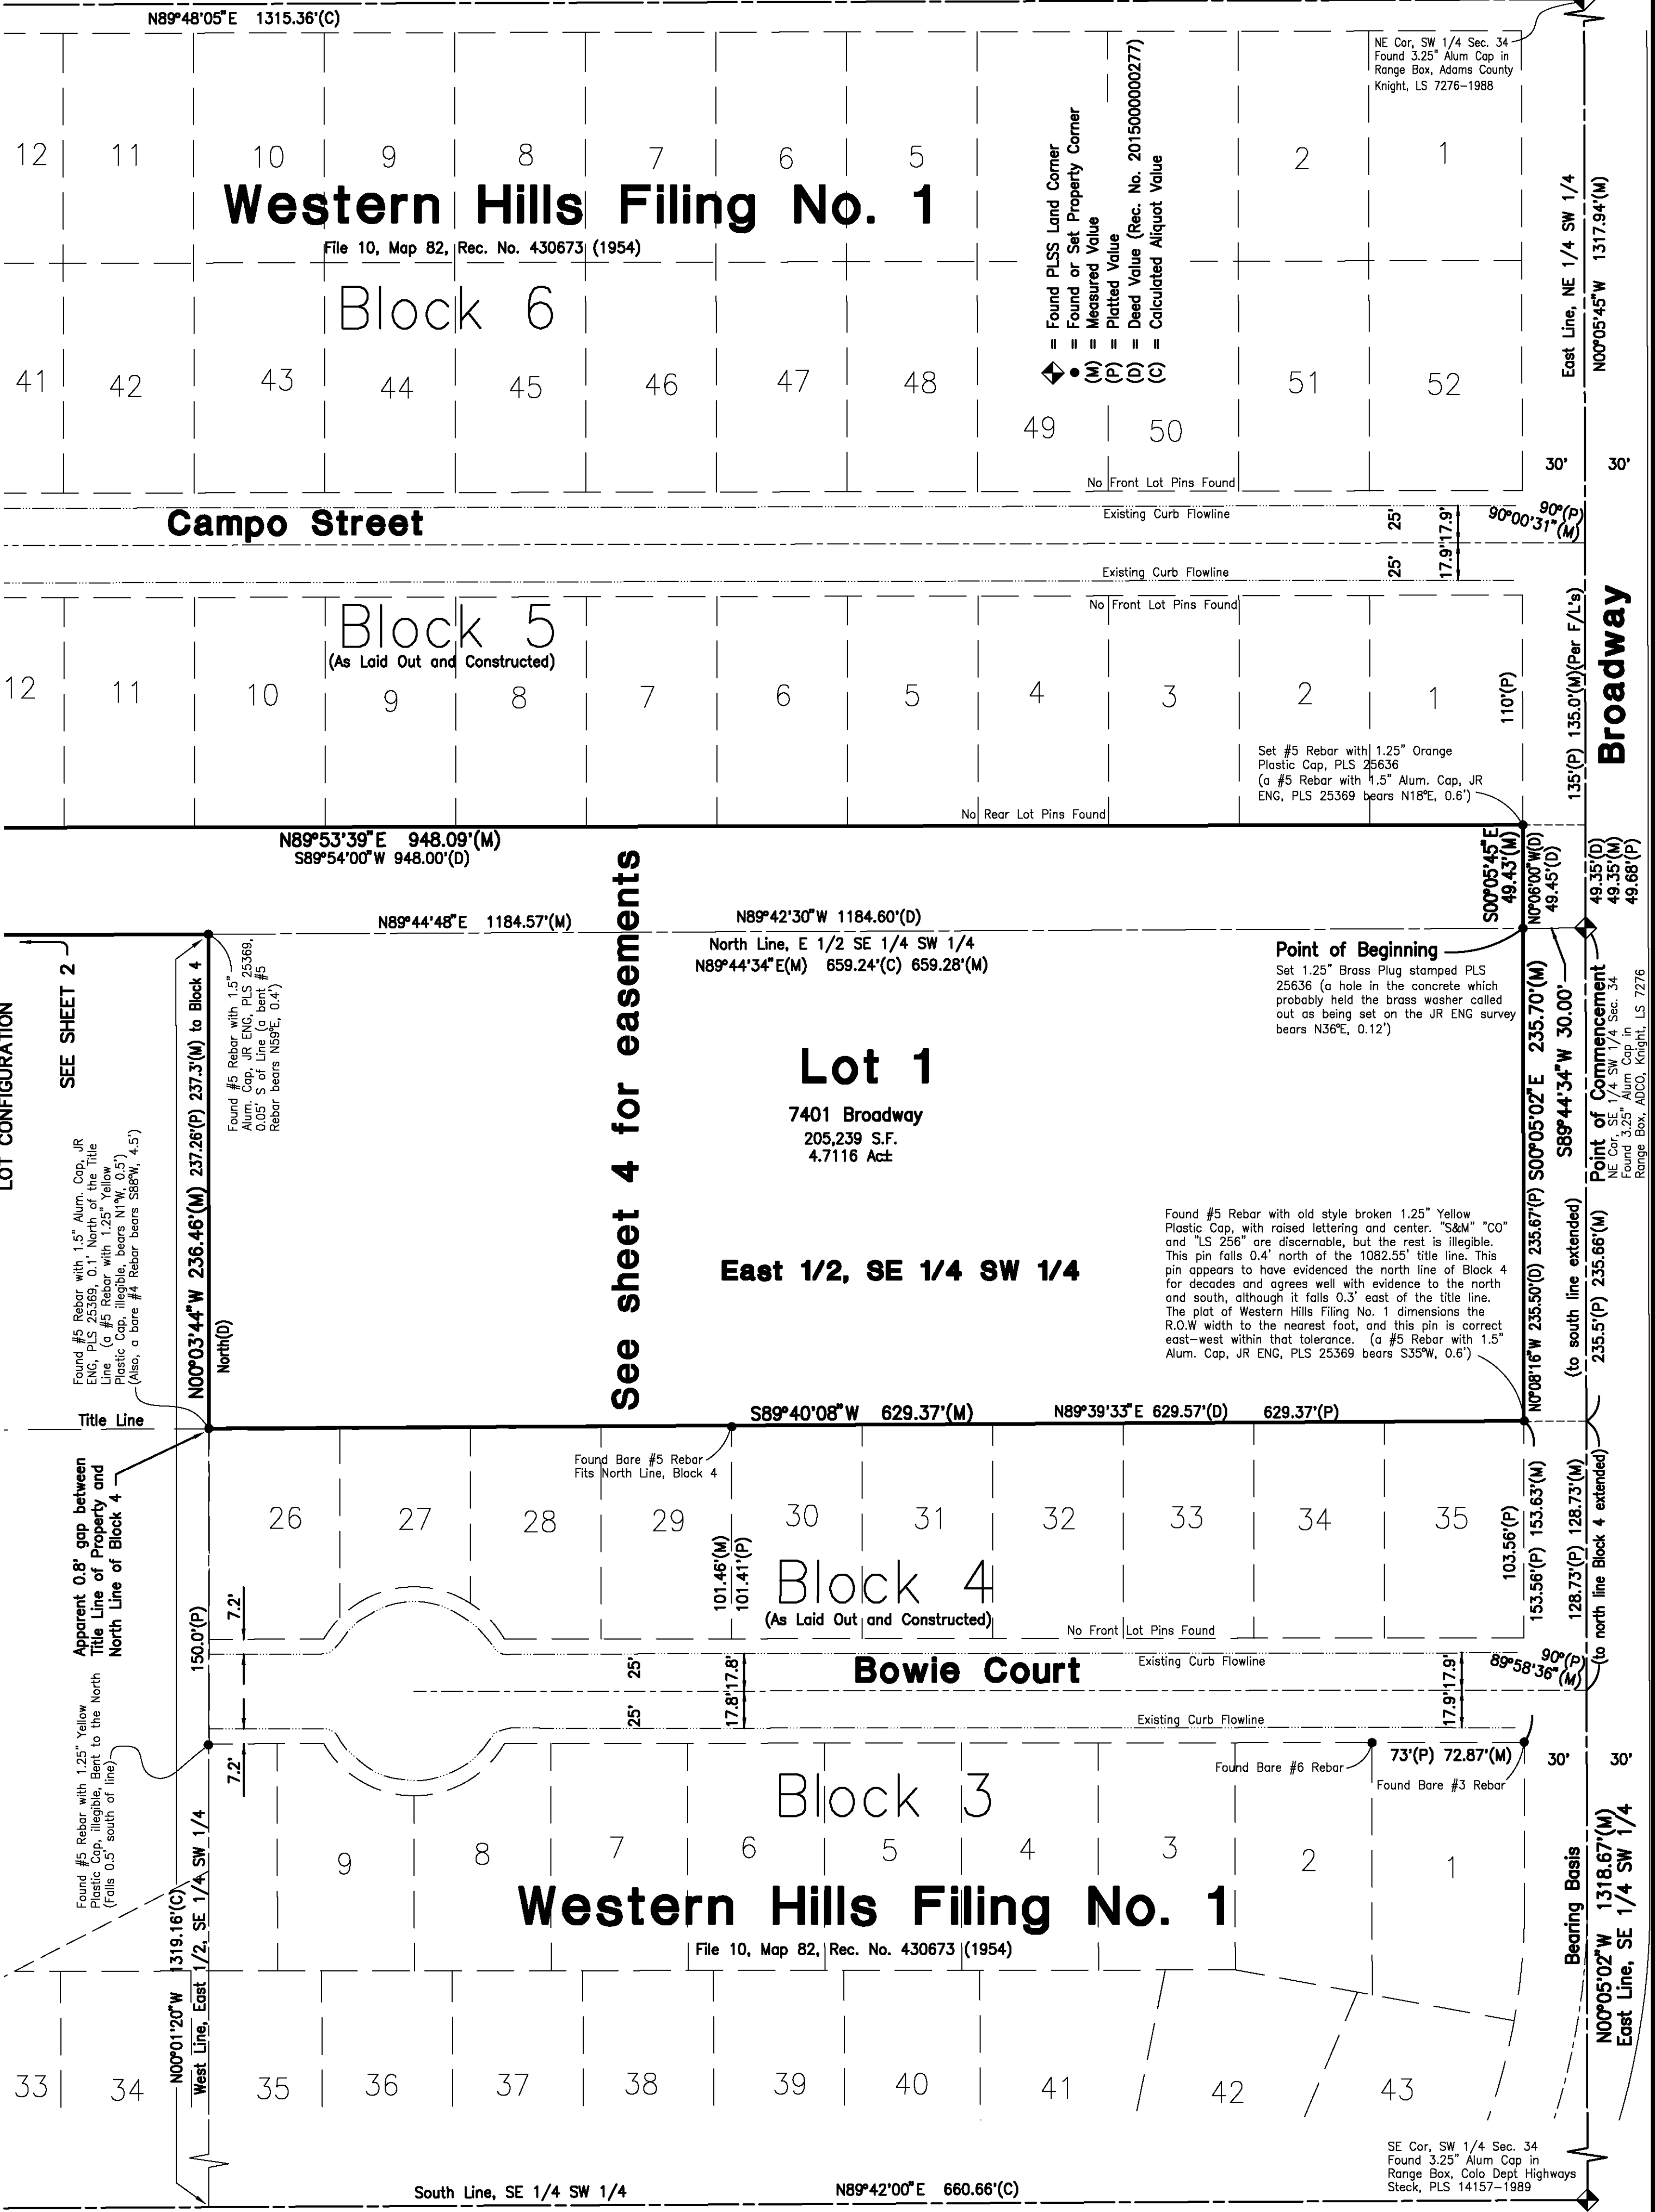 N89°48'05"E 1315.36'(C)
NE Cor, SW 1/4 Sec. 34
Found 3.25" Alum Cap in
Range Box, Adams County
Knight, LS 7276-1988
12 11 10 9 8 7 6 5 2 1
Western Hills Filing No. 1
File 10, Map 82, Rec. No. 430673 (1954)
Block 6
= Found PLSS Land Corner
= Found or Set Property Corner
(M) = Measured Value
(P) = Platted Value
(D) = Deed Value (Rec. No. 2015000000277)
(C) = Calculated Aliquot Value
East Line, NE 1/4 SW 1/4
N00°05'45"W 1317.94'(M)
41 42 43 44 45 46 47 48 49 50 51 52
30' 30'
No Front Lot Pins Found
Campo Street
Existing Curb Flowline
25'
17.9'
90°(P)
90°00'31"(M)
Existing Curb Flowline
25'
17.9'
No Front Lot Pins Found
Block 5
(As Laid Out and Constructed)
12 11 10 9 8 7 6 5 4 3 2 1
110'(P)
135'(P) 135.0'(M)(Per F/L's)
Broadway
Set #5 Rebar with 1.25" Orange
Plastic Cap, PLS 25636
(a #5 Rebar with 1.5" Alum. Cap, JR
ENG, PLS 25369 bears N18°E, 0.6')
No Rear Lot Pins Found
N89°53'39"E 948.09'(M)
S89°54'00"W 948.00'(D)
S00°05'45"E
49.43'(M)
N0°06'00"W(D)
49.45'(D)
49.35'(D)
49.35'(M)
49.68'(P)
N89°44'48"E 1184.57'(M)
N89°42'30"W 1184.60'(D)
North Line, E 1/2 SE 1/4 SW 1/4
N89°44'34"E(M) 659.24'(C) 659.28'(M)
See sheet 4 for easements
Point of Beginning
Set 1.25" Brass Plug stamped PLS
25636 (a hole in the concrete which
probably held the brass washer called
out as being set on the JR ENG survey
bears N36°E, 0.12')
LOT CONFIGURATION
SEE SHEET 2
Found #5 Rebar with 1.5"
Alum. Cap, JR ENG, PLS 25369,
0.05' S of Line (a bent #5
Rebar bears N59°E, 0.4')
N00°03'44"W 236.46'(M) 237.26'(P) 237.3'(M) to Block 4
North(D)
Lot 1
7401 Broadway
205,239 S.F.
4.7116 Ac±
S00°05'02"E 235.70'(M)
N0°08'16"W 235.50'(D) 235.67'(P)
S89°44'34"W 30.00'
Point of Commencement
NE Cor, SE 1/4 SW 1/4 Sec. 34
Found 3.25" Alum Cap in
Range Box, ADCO, Knight, LS 7276
(to south line extended)
235.5'(P) 235.66'(M)
Found #5 Rebar with 1.5" Alum. Cap, JR
ENG, PLS 25369, 0.1' North of the Title
Line (a #5 Rebar with 1.25" Yellow
Plastic Cap, illegible, bears N1°W, 0.5')
(Also, a bare #4 Rebar bears S88°W, 4.5')
East 1/2, SE 1/4 SW 1/4
Found #5 Rebar with old style broken 1.25" Yellow
Plastic Cap, with raised lettering and center. "S&M" "CO"
and "LS 256" are discernable, but the rest is illegible.
This pin falls 0.4' north of the 1082.55' title line. This
pin appears to have evidenced the north line of Block 4
for decades and agrees well with evidence to the north
and south, although it falls 0.3' east of the title line.
The plat of Western Hills Filing No. 1 dimensions the
R.O.W width to the nearest foot, and this pin is correct
east-west within that tolerance. (a #5 Rebar with 1.5"
Alum. Cap, JR ENG, PLS 25369 bears S35°W, 0.6')
Title Line
S89°40'08"W 629.37'(M) N89°39'33"E 629.57'(D) 629.37'(P)
Found Bare #5 Rebar
Fits North Line, Block 4
Apparent 0.8' gap between
Title Line of Property and
North Line of Block 4
26 27 28 29 30 31 32 33 34 35
101.46'(M)
101.41'(P)
103.56'(P)
153.56'(P) 153.63'(M)
128.73'(P) 128.73'(M)
(to north line Block 4 extended)
Block 4
(As Laid Out and Constructed)
No Front Lot Pins Found
150.0'(P)
7.2'
25'
17.8'
Bowie Court
Existing Curb Flowline
17.9'
90°(P)
89°58'36"(M)
25'
17.8'
Existing Curb Flowline
17.9'
7.2'
Found #5 Rebar with 1.25" Yellow
Plastic Cap, illegible, Bent to the North
(Falls 0.5' south of line)
Found Bare #6 Rebar
73'(P) 72.87'(M)
Found Bare #3 Rebar
30' 30'
Block 3
9 8 7 6 5 4 3 2 1
Western Hills Filing No. 1
File 10, Map 82, Rec. No. 430673 (1954)
N00°01'20"W 1319.16'(C)
West Line, East 1/2, SE 1/4 SW 1/4
Bearing Basis
N00°05'02"W 1318.67'(M)
East Line, SE 1/4 SW 1/4
33 34 35 36 37 38 39 40 41 42 43
SE Cor, SW 1/4 Sec. 34
Found 3.25" Alum Cap in
Range Box, Colo Dept Highways
Steck, PLS 14157-1989
South Line, SE 1/4 SW 1/4
N89°42'00"E 660.66'(C)